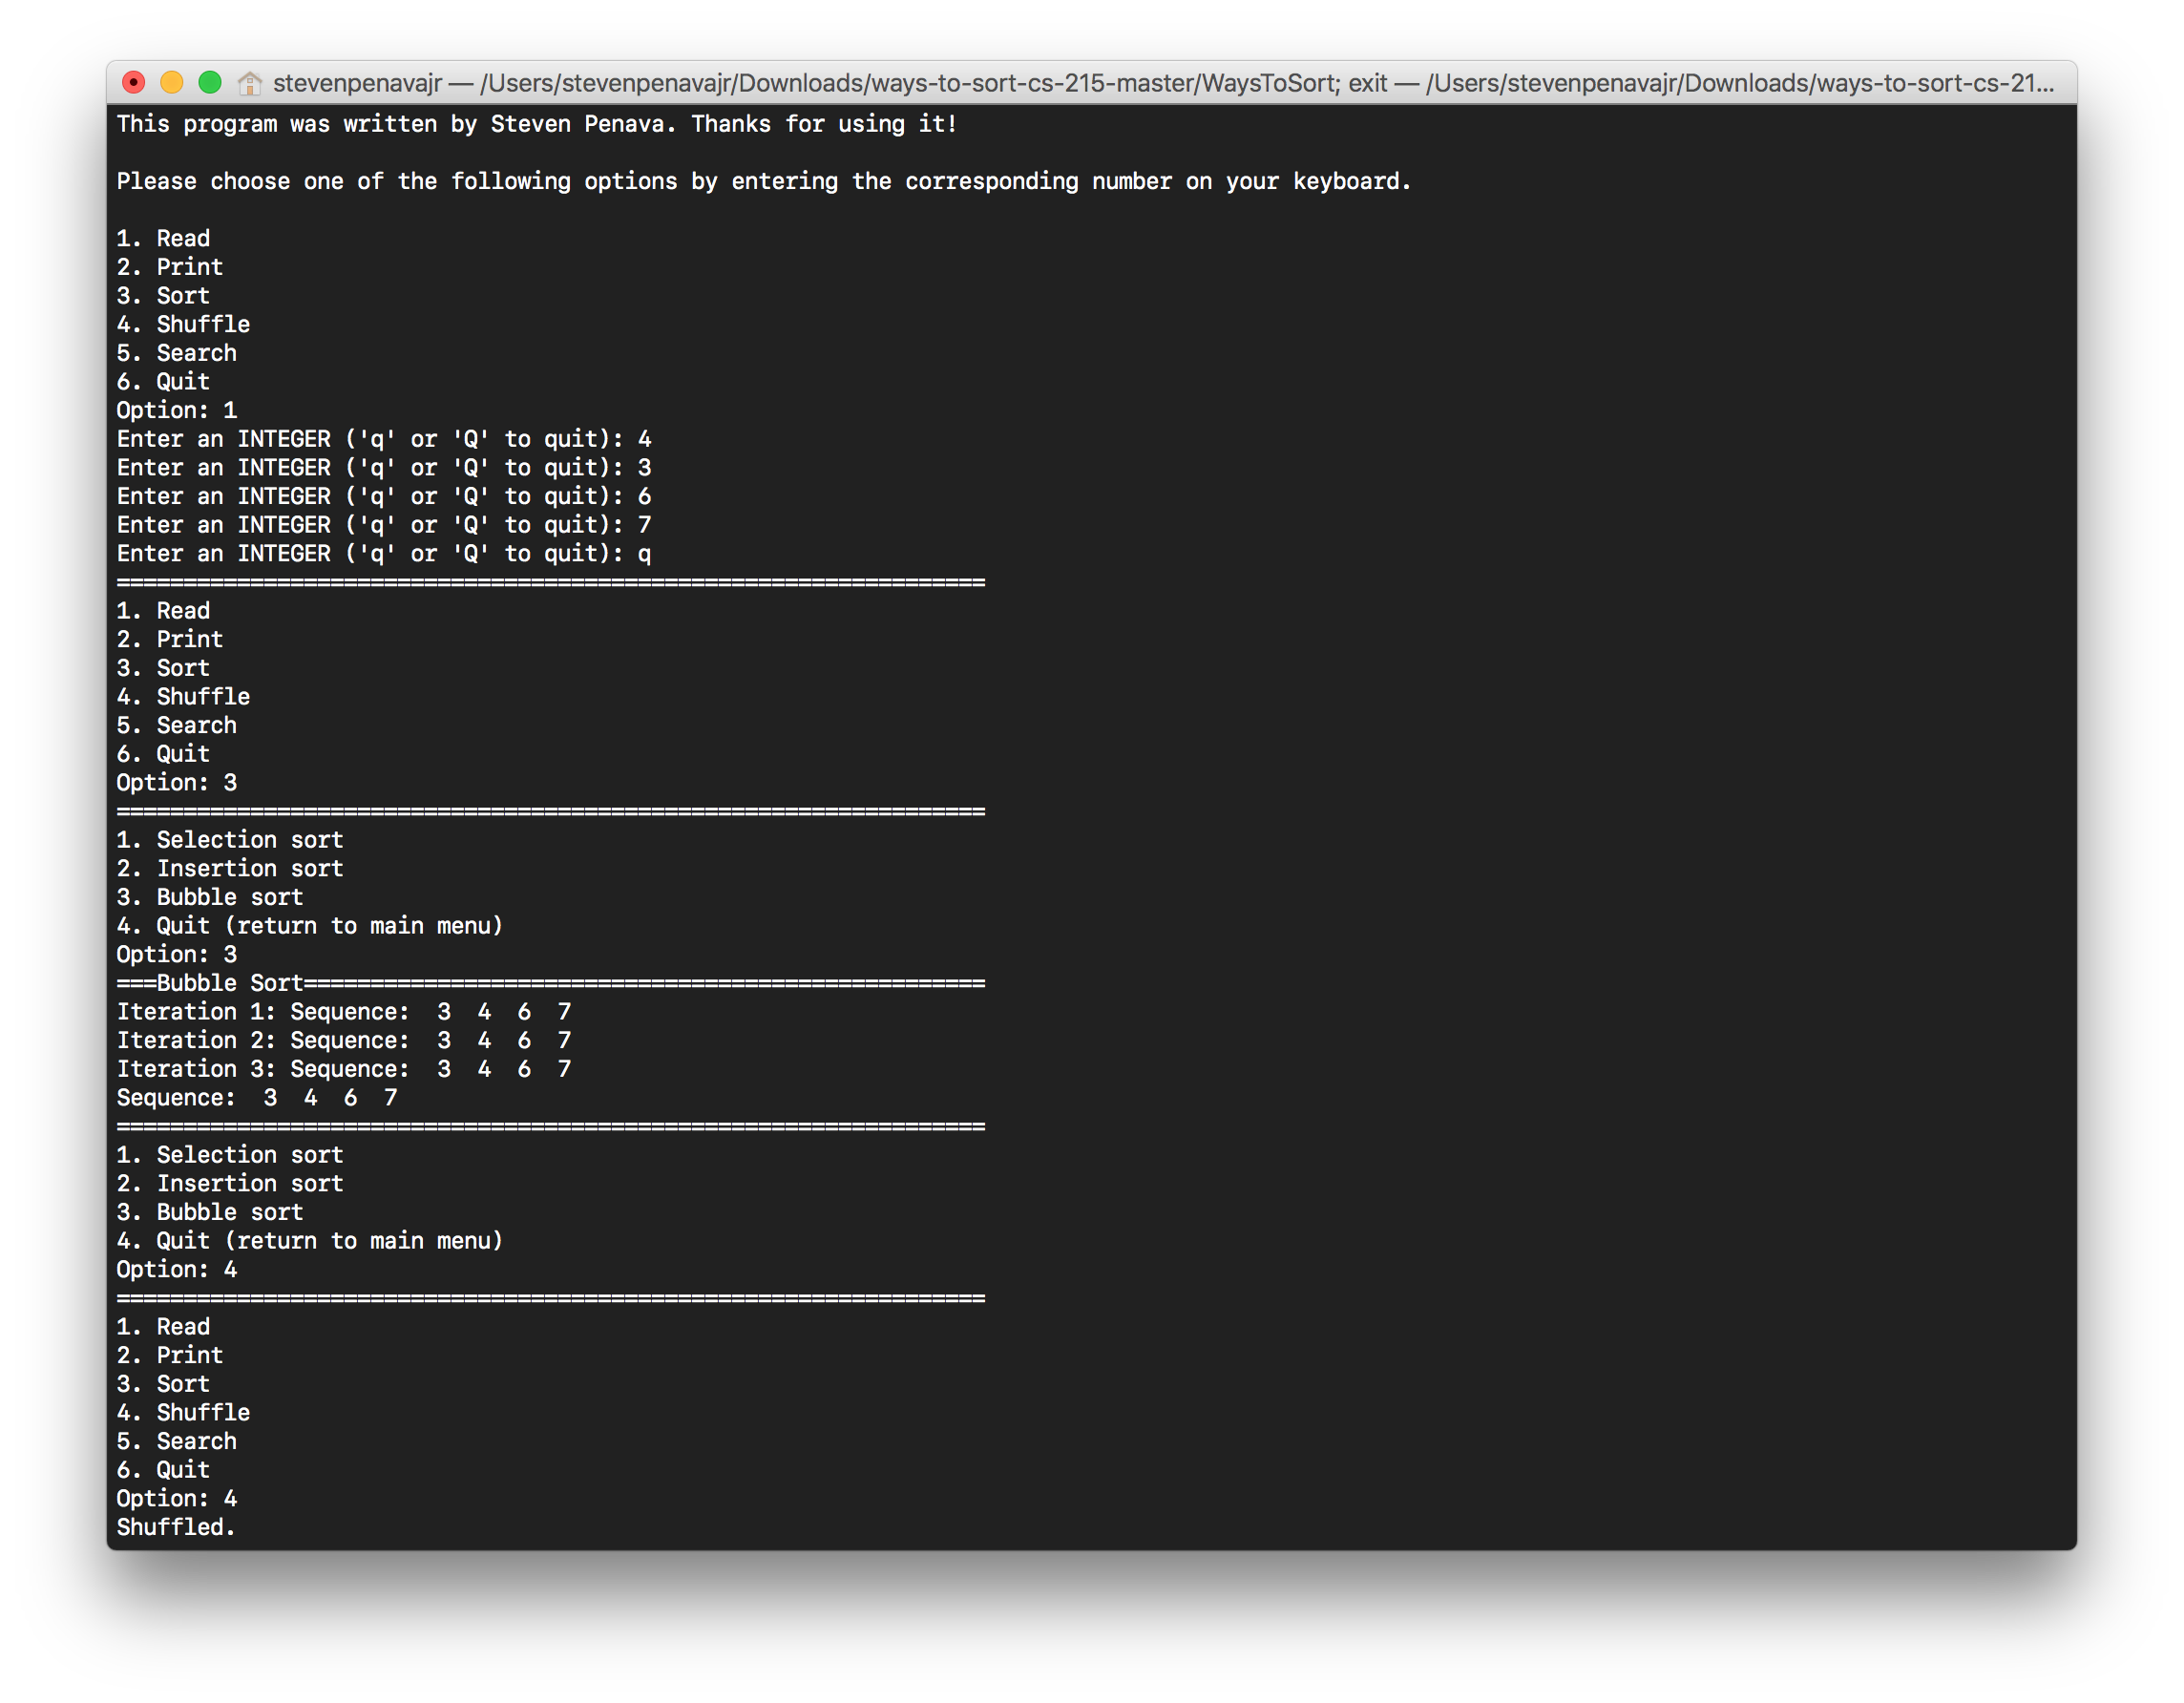 stevenpenavajr — /Users/stevenpenavajr/Downloads/ways-to-sort-cs-215-master/WaysToSort; exit — /Users/stevenpenavajr/Downloads/ways-to-sort-cs-21...
This program was written by Steven Penava. Thanks for using it!
Please choose one of the following options by entering the corresponding number on your keyboard.
1. Read
2. Print
3. Sort
4. Shuffle
5. Search
6. Quit
Option: 1
Enter an INTEGER ('q' or 'Q' to quit): 4
Enter an INTEGER ('q' or 'Q' to quit): 3
Enter an INTEGER ('q' or 'Q' to quit): 6
Enter an INTEGER ('q' or 'Q' to quit): 7
Enter an INTEGER ('q' or 'Q' to quit): q
=================================================================
1. Read
2. Print
3. Sort
4. Shuffle
5. Search
6. Quit
Option: 3
=================================================================
1. Selection sort
2. Insertion sort
3. Bubble sort
4. Quit (return to main menu)
Option: 3
===Bubble Sort===================================================
Iteration 1: Sequence:  3  4  6  7
Iteration 2: Sequence:  3  4  6  7
Iteration 3: Sequence:  3  4  6  7
Sequence:  3  4  6  7
=================================================================
1. Selection sort
2. Insertion sort
3. Bubble sort
4. Quit (return to main menu)
Option: 4
=================================================================
1. Read
2. Print
3. Sort
4. Shuffle
5. Search
6. Quit
Option: 4
Shuffled.